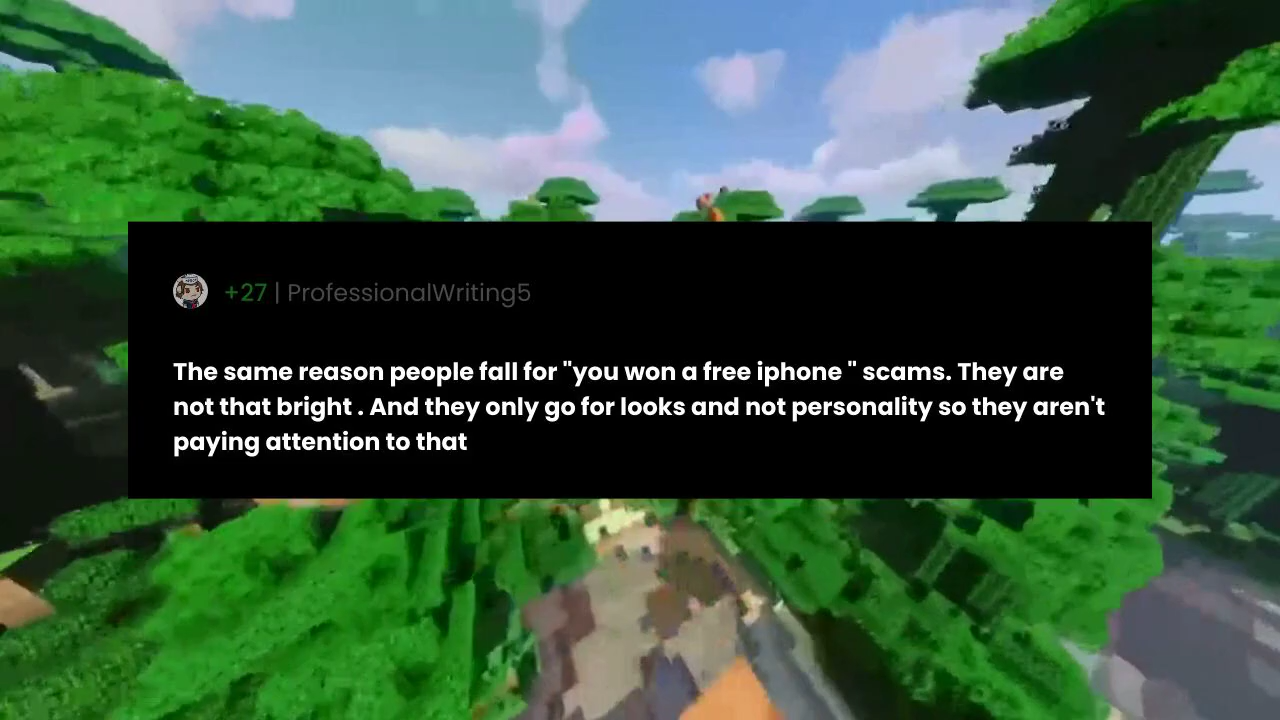 +27 | ProfessionalWriting5
The same reason people fall for "you won a free iphone " scams. They are
not that bright . And they only go for looks and not personality so they aren't
paying attention to that